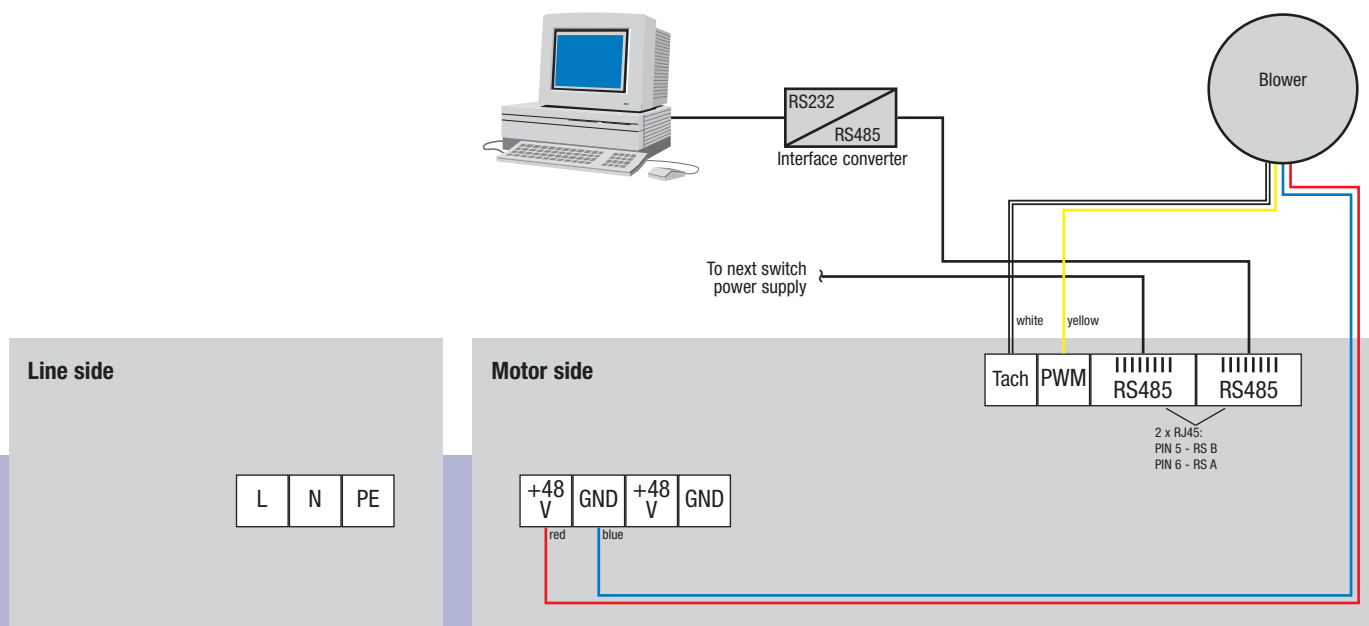 Blower
RS232
RS485
Interface converter
To next switch
power supply
white
yellow
Line side
Motor side
Tach
PWM
RS485
RS485
2 x RJ45:
PIN 5 - RS B
PIN 6 - RS A
L
N
PE
+48
V
GND
+48
V
GND
red
blue